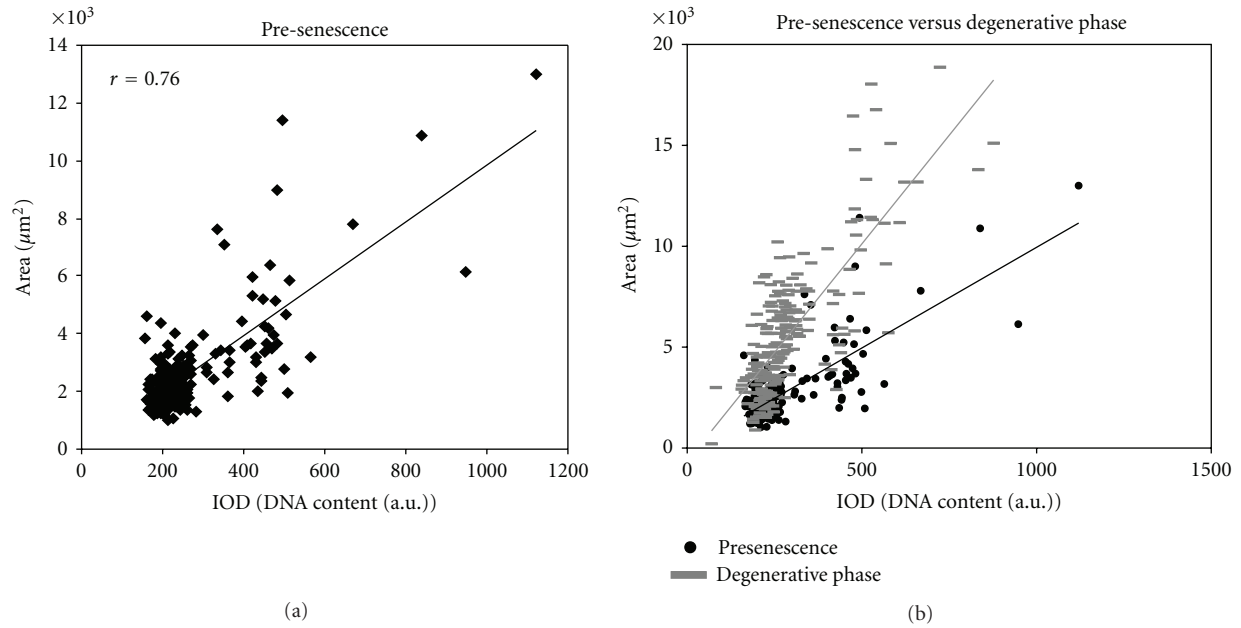 ×10³
Pre-senescence
14
12
10
8
6
4
2
0
r = 0.76
Area (µm²)
0 200 400 600 800 1000 1200
IOD (DNA content (a.u.))
(a)
×10³
Pre-senescence versus degenerative phase
20
15
10
5
0
Area (µm²)
0 500 1000 1500
IOD (DNA content (a.u.))
Presenescence
Degenerative phase
(b)